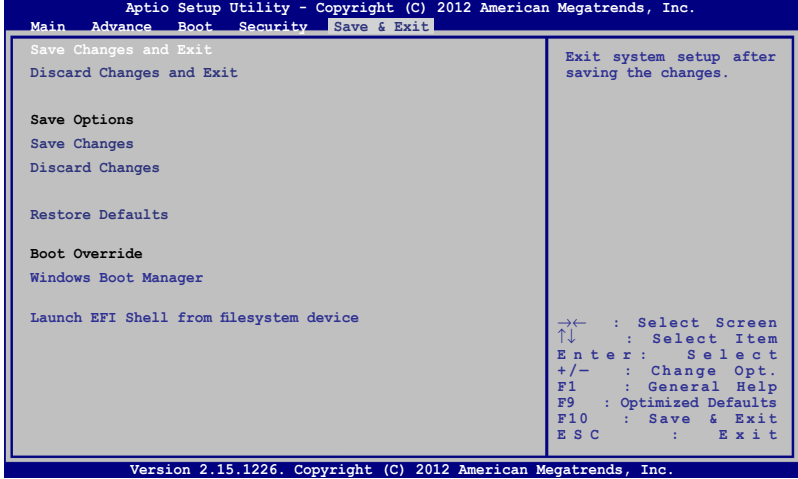 Aptio Setup Utility - Copyright (C) 2012 American Megatrends, Inc.
Main Advance Boot Security Save & Exit
Save Changes and Exit
Discard Changes and Exit
Save Options
Save Changes
Discard Changes
Restore Defaults
Boot Override
Windows Boot Manager
Launch EFI Shell from filesystem device
Exit system setup after
saving the changes.
→← : Select Screen
↑↓ : Select Item
Enter: Select
+/— : Change Opt.
F1 : General Help
F9 : Optimized Defaults
F10 : Save & Exit
ESC : Exit
Version 2.15.1226. Copyright (C) 2012 American Megatrends, Inc.